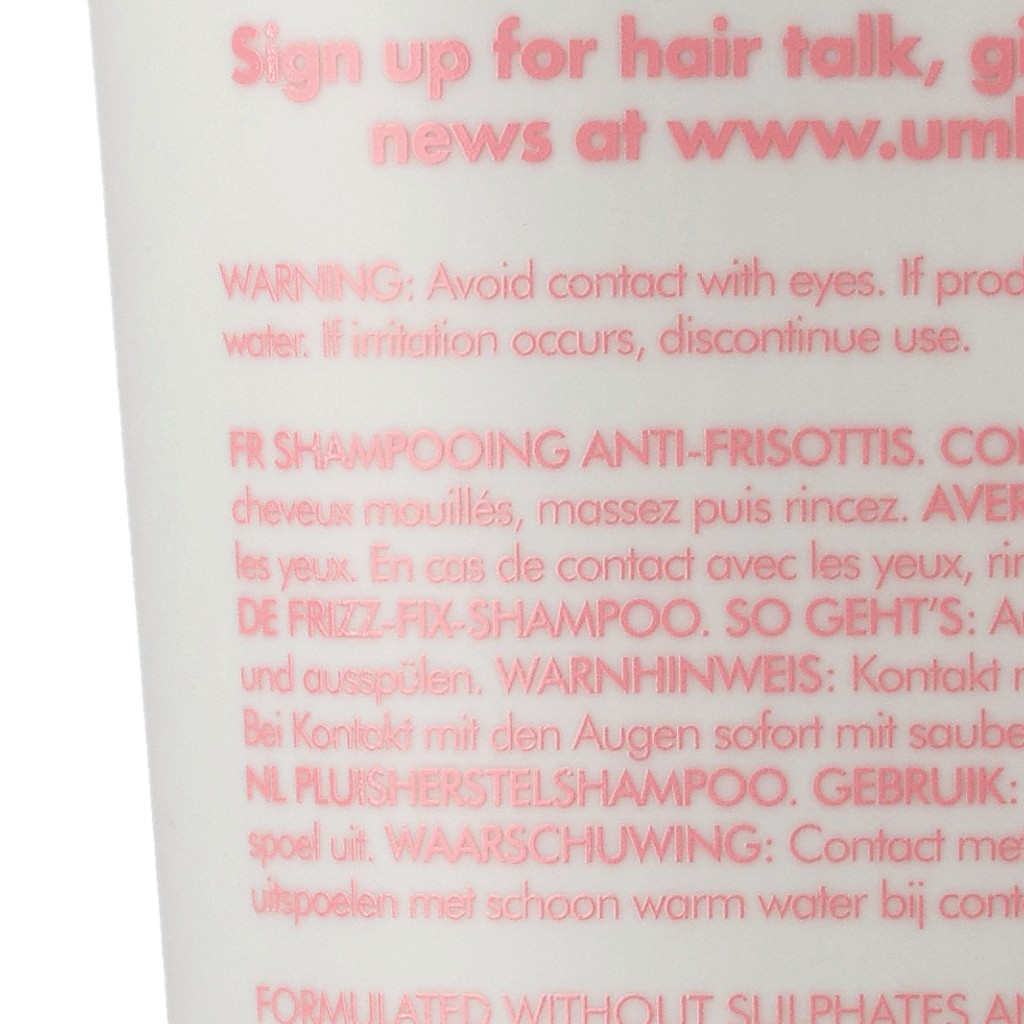 Sign up for hair talk, gi
news at www.uml
WARNING: Avoid contact with eyes. If prod
water. If irritation occurs, discontinue use.
FR SHAMPOOING ANTI-FRISOTTIS. CO
cheveux mouillés, massez puis rincez. AVER
les yeux. En cas de contact avec les yeux, rin
DE FRIZZ-FIX-SHAMPOO. SO GEHT'S: A
und ausspülen. WARNHINWEIS: Kontakt
Bei Kontakt mit den Augen sofort mit saube
NL PLUISHERSTELSHAMPOO. GEBRUIK:
spoel uit. WAARSCHUWING: Contact met
uitspoelen met schoon warm water bij cont
FORMULATED WITHOUT SULPHATES AN